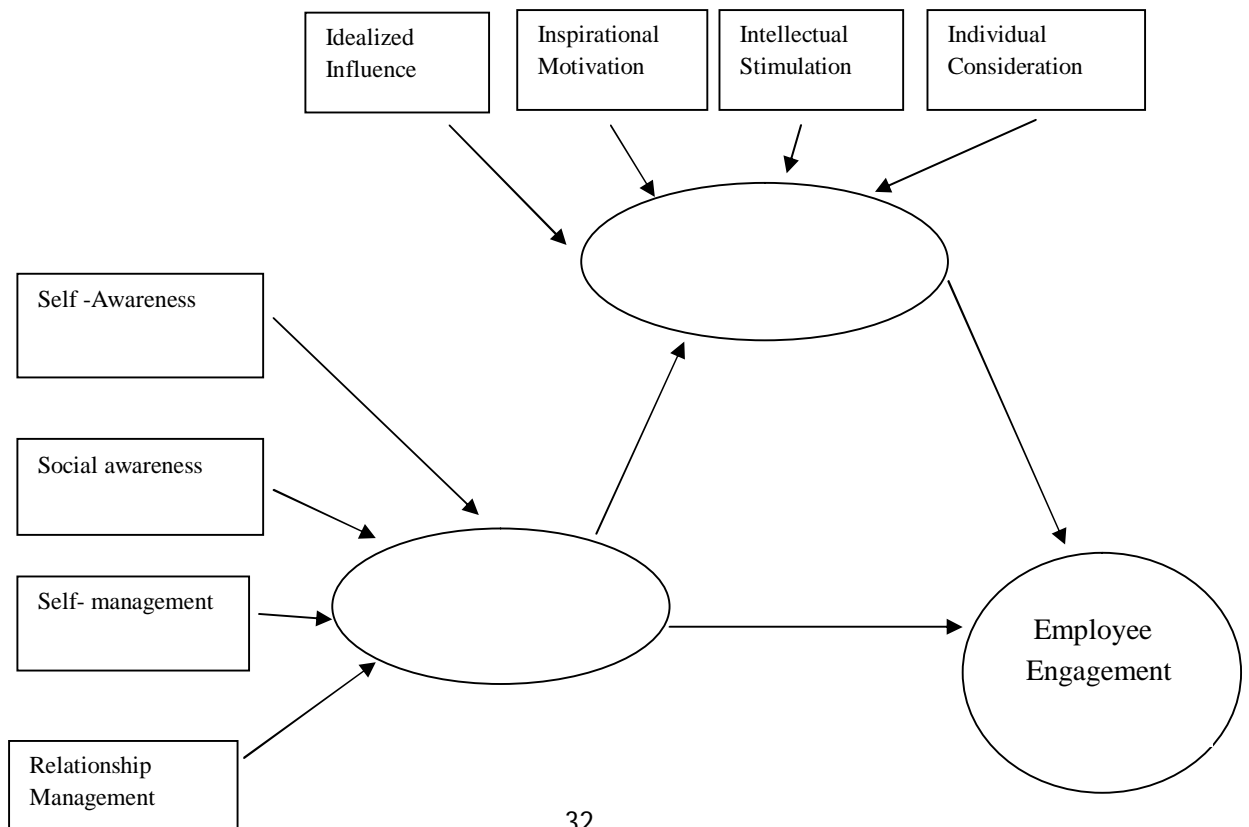 Idealized
Influence
Inspirational
Motivation
Intellectual
Stimulation
Individual
Consideration
Self -Awareness
Social awareness
Self- management
Employee
Engagement
Relationship
Management
32